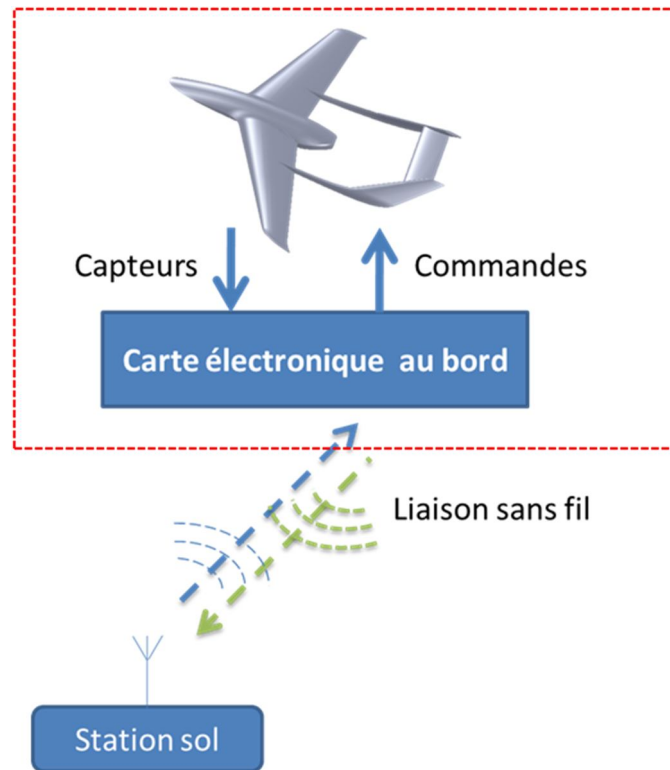 Capteurs
Commandes
Carte électronique au bord
Liaison sans fil
Station sol